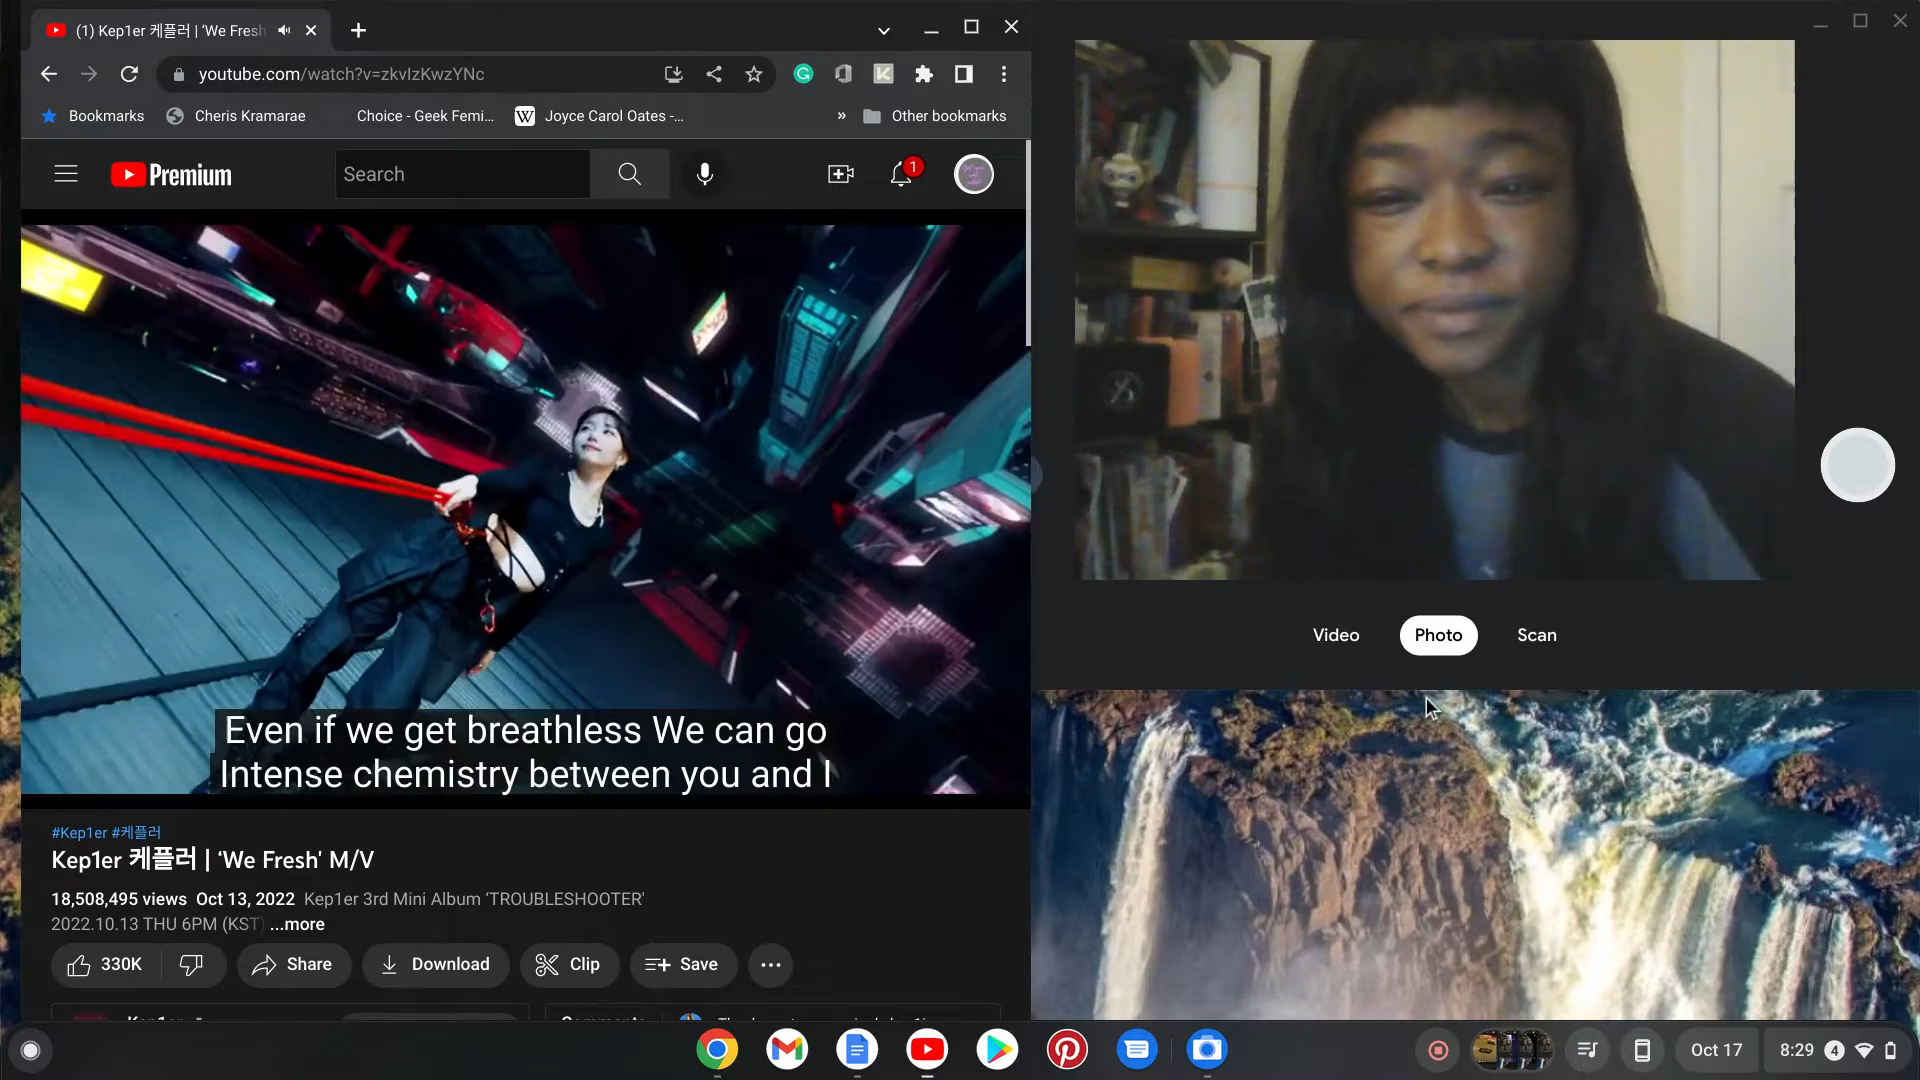 (1) Kep1er 케플러 | ‘We Fresh
youtube.com/watch?v=zkvlzKwzYNc
Bookmarks
Cheris Kramarae
Choice - Geek Femi...
Joyce Carol Oates -...
»
Other bookmarks
Premium
Search
1
Even if we get breathless We can go
Intense chemistry between you and I
#Kep1er #케플러
Kep1er 케플러 | ‘We Fresh’ M/V
18,508,495 views Oct 13, 2022 Kep1er 3rd Mini Album ‘TROUBLESHOOTER’
2022.10.13 THU 6PM (KST) ...more
330K
Share
Download
Clip
Save
Video
Photo
Scan
Oct 17
8:29
4